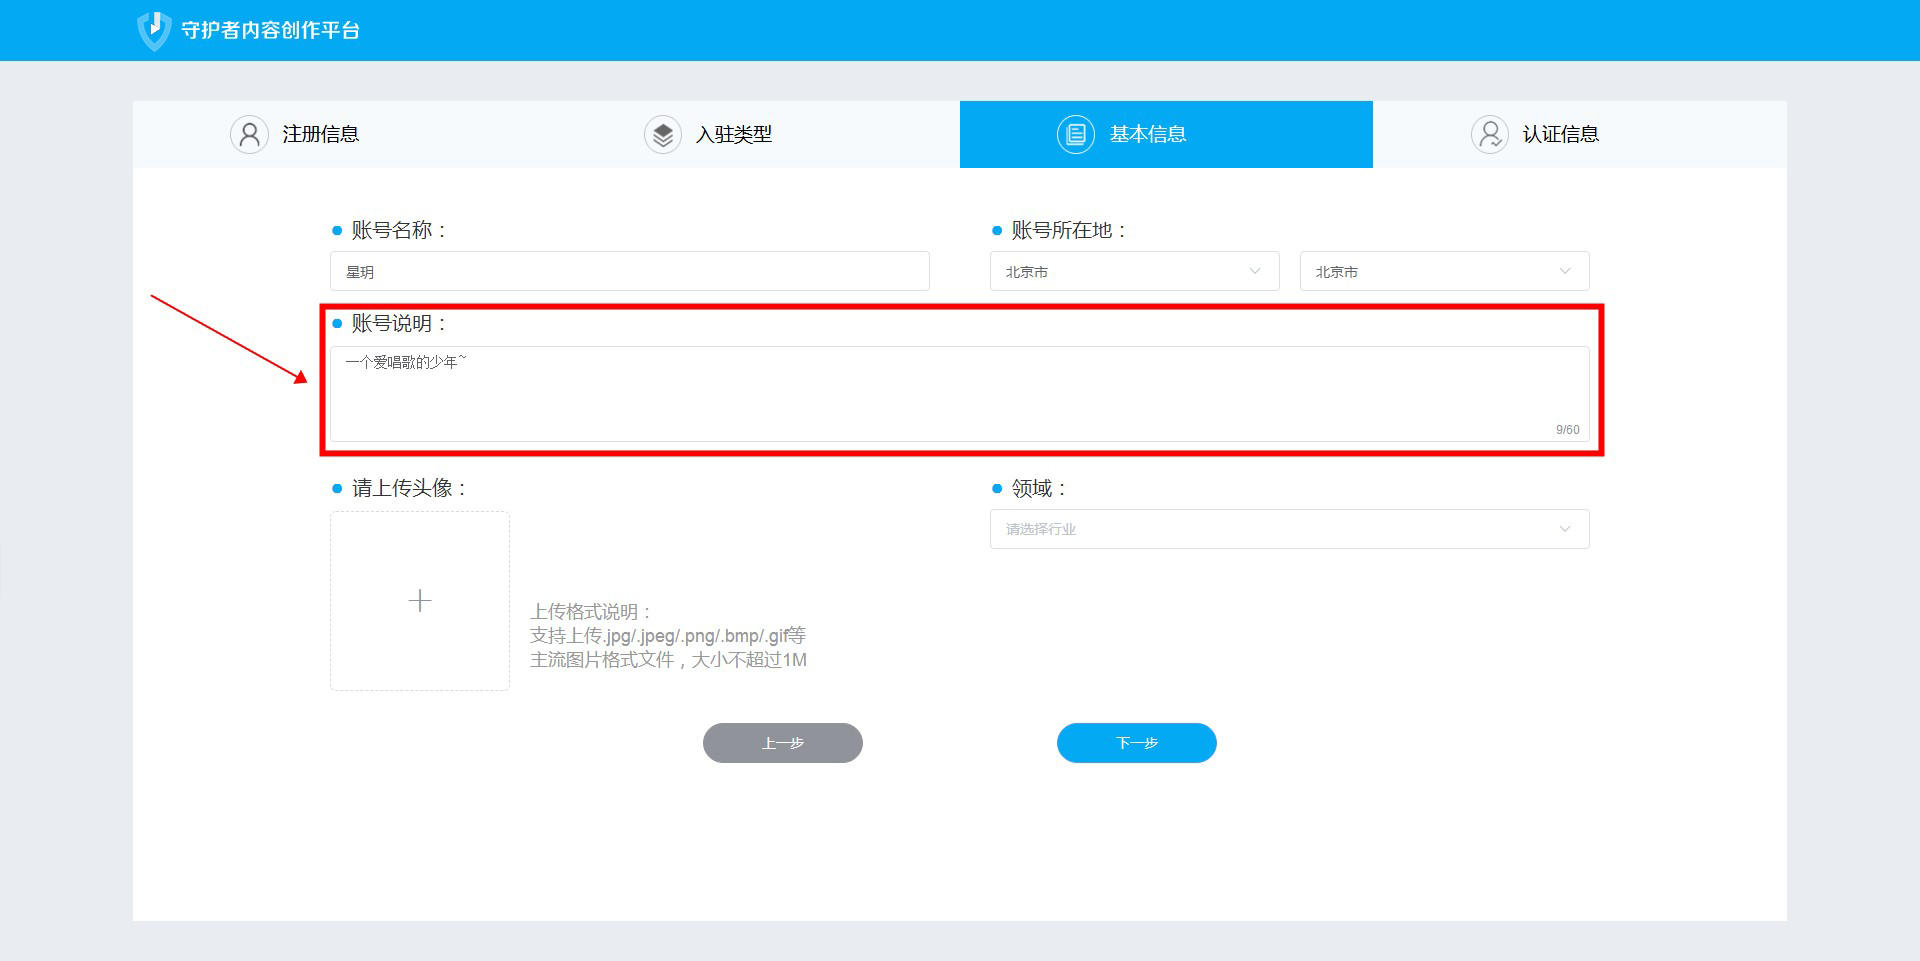 守护者内容创作平台
注册信息
入驻类型
基本信息
认证信息
账号名称：
账号所在地：
星玥
北京市
北京市
账号说明：
一个爱唱歌的少年~
9/60
请上传头像：
领域：
请选择行业
上传格式说明：
支持上传.jpg/.jpeg/.png/.bmp/.gif等
主流图片格式文件，大小不超过1M
上一步
下一步